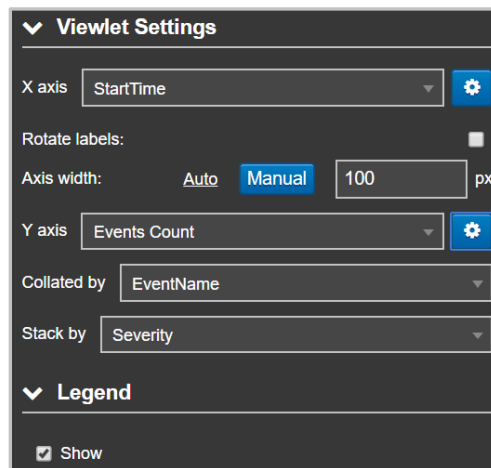 Viewlet Settings
X axis StartTime
Rotate labels:
Axis width: Auto Manual 100 px
Y axis Events Count
Collated by EventName
Stack by Severity
Legend
Show